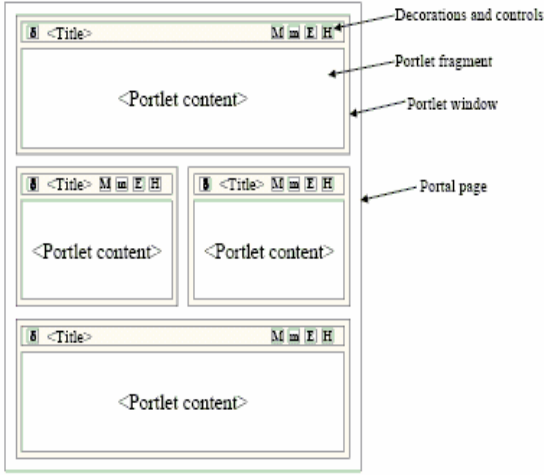 Decorations and controls
δ <Title> M m E H
Portlet fragment
<Portlet content>
Portlet window
δ <Title> M m E H
δ <Title> M m E H
Portal page
<Portlet content>
<Portlet content>
δ <Title> M m E H
<Portlet content>